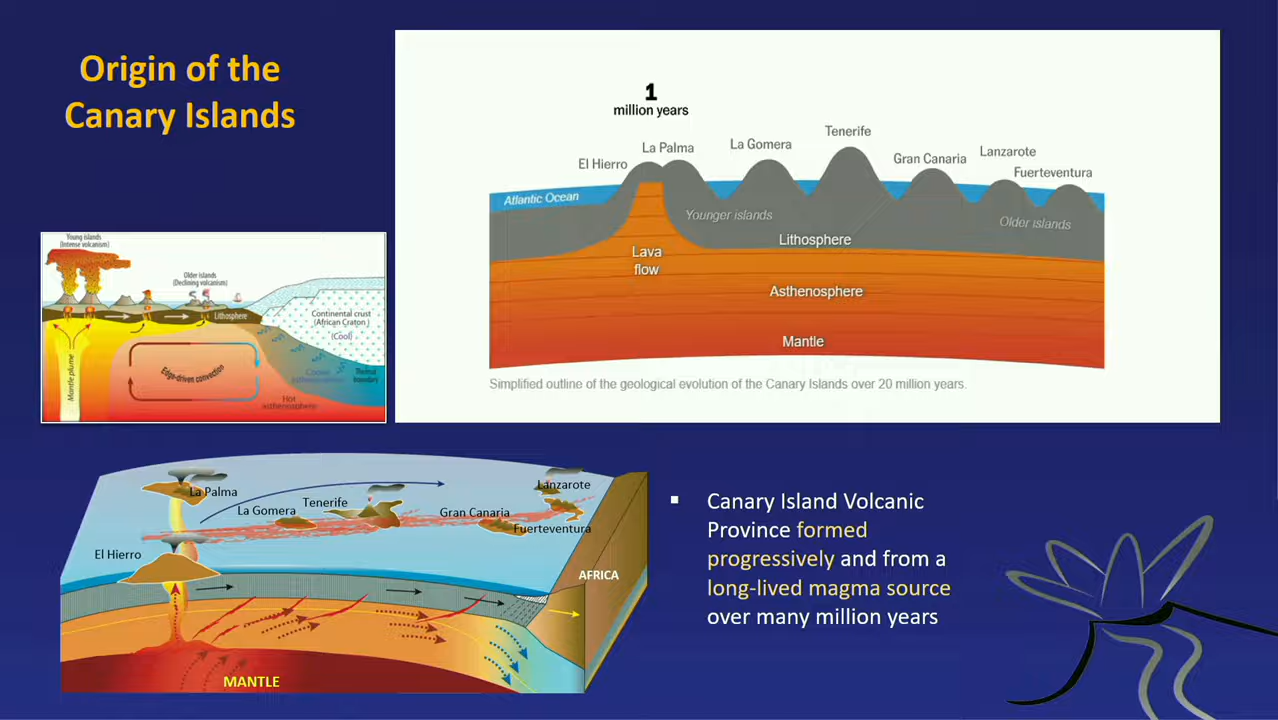 Origin of the
Canary Islands
1
million years
Tenerife
La Palma
La Gomera
El Hierro
Gran Canaria
Lanzarote
Fuerteventura
Atlantic Ocean
Younger islands
Older islands
Lithosphere
Lava
flow
Asthenosphere
Mantle
Simplified outline of the geological evolution of the Canary Islands over 20 million years.
Young islands
(Intense volcanism)
Older islands
(Declining volcanism)
Lithosphere
Continental crust
(African Craton)
(Cool)
Mantle plume
Edge-driven convection
Cooler
asthenosphere
Thermal
boundary
Hot
asthenosphere
La Palma
La Gomera
Tenerife
Gran Canaria
Lanzarote
Fuerteventura
El Hierro
AFRICA
MANTLE
▪ Canary Island Volcanic
Province formed
progressively and from a
long-lived magma source
over many million years